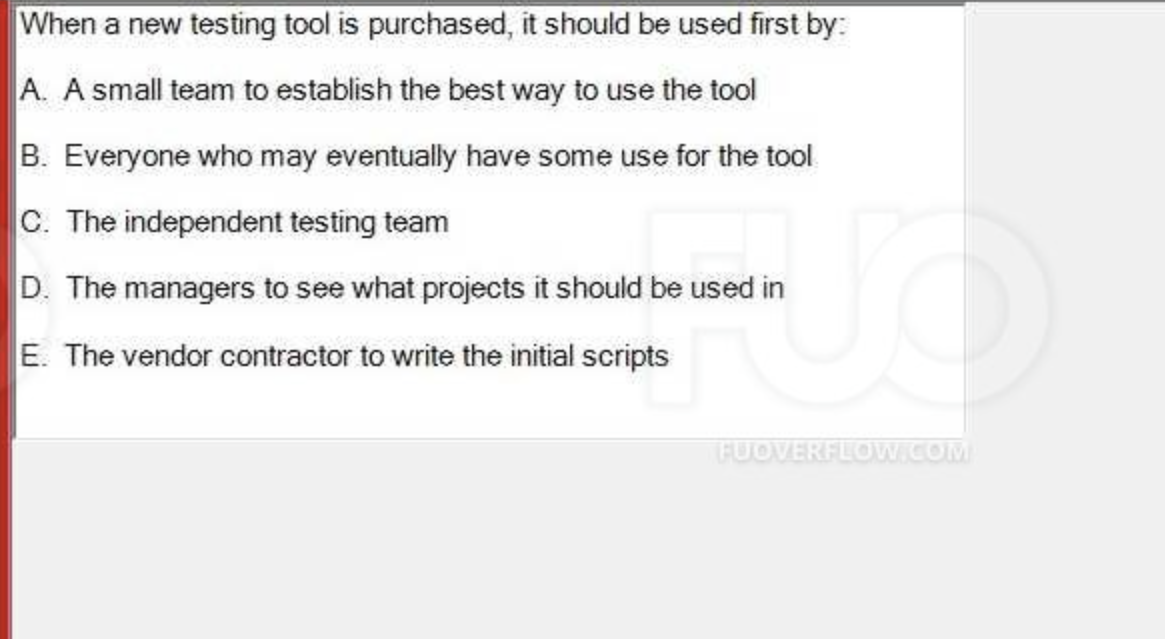 When a new testing tool is purchased, it should be used first by:
A. A small team to establish the best way to use the tool
B. Everyone who may eventually have some use for the tool
C. The independent testing team
D. The managers to see what projects it should be used in
E. The vendor contractor to write the initial scripts
FUO
FUOVERFLOW.COM